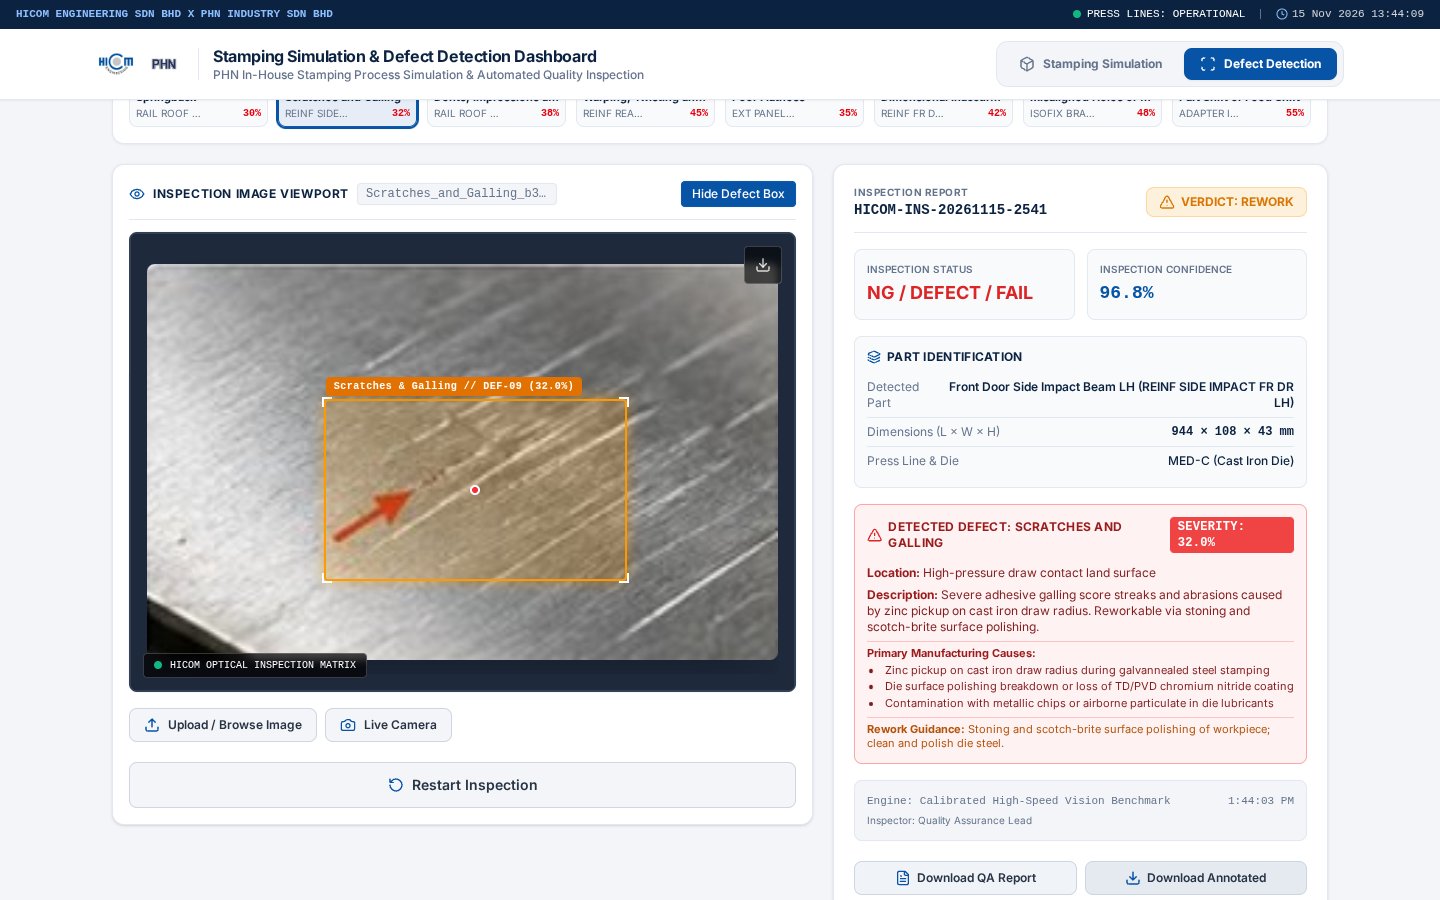 HICOM ENGINEERING SDN BHD X PHN INDUSTRY SDN BHD
PRESS LINES: OPERATIONAL | 15 Nov 2026 13:44:09
HICOM
PHN
Stamping Simulation & Defect Detection Dashboard
PHN In-House Stamping Process Simulation & Automated Quality Inspection
Stamping Simulation
Defect Detection
RAIL ROOF ... 30%
REINF SIDE... 32%
RAIL ROOF ... 38%
REINF REA... 45%
EXT PANEL... 35%
REINF FR D... 42%
ISOFIX BRA... 48%
ADAPTER I... 55%
INSPECTION IMAGE VIEWPORT
Scratches_and_Galling_b3…
Hide Defect Box
Scratches & Galling // DEF-09 (32.0%)
HICOM OPTICAL INSPECTION MATRIX
Upload / Browse Image
Live Camera
Restart Inspection
INSPECTION REPORT
HICOM-INS-20261115-2541
VERDICT: REWORK
INSPECTION STATUS
NG / DEFECT / FAIL
INSPECTION CONFIDENCE
96.8%
PART IDENTIFICATION
Detected Part
Front Door Side Impact Beam LH (REINF SIDE IMPACT FR DR
LH)
Dimensions (L × W × H) 944 × 108 × 43 mm
Press Line & Die MED-C (Cast Iron Die)
DETECTED DEFECT: SCRATCHES AND
GALLING
SEVERITY:
32.0%
Location: High-pressure draw contact land surface
Description: Severe adhesive galling score streaks and abrasions caused
by zinc pickup on cast iron draw radius. Reworkable via stoning and
scotch-brite surface polishing.
Primary Manufacturing Causes:
• Zinc pickup on cast iron draw radius during galvannealed steel stamping
• Die surface polishing breakdown or loss of TD/PVD chromium nitride coating
• Contamination with metallic chips or airborne particulate in die lubricants
Rework Guidance: Stoning and scotch-brite surface polishing of workpiece;
clean and polish die steel.
Engine: Calibrated High-Speed Vision Benchmark 1:44:03 PM
Inspector: Quality Assurance Lead
Download QA Report
Download Annotated